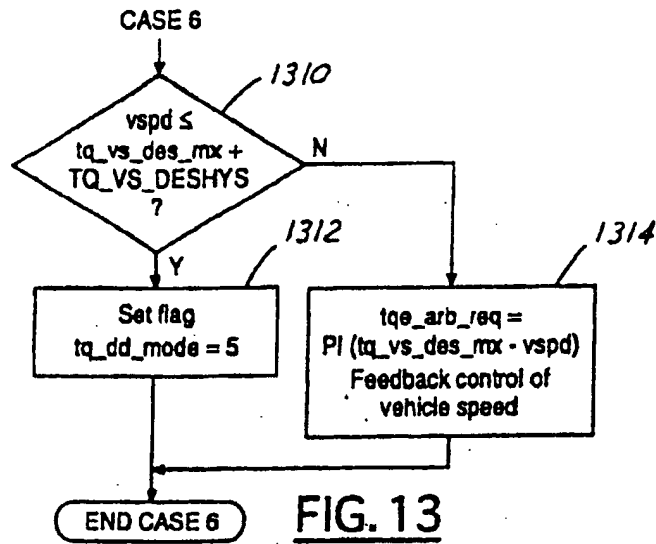 CASE 6
1310
vspd ≤
tq_vs_des_mx +
TQ_VS_DESHYS
?
N
Y
1312
Set flag
tq_dd_mode = 5
1314
tqe_arb_req =
PI (tq_vs_des_mx - vspd)
Feedback control of
vehicle speed
END CASE 6
FIG. 13